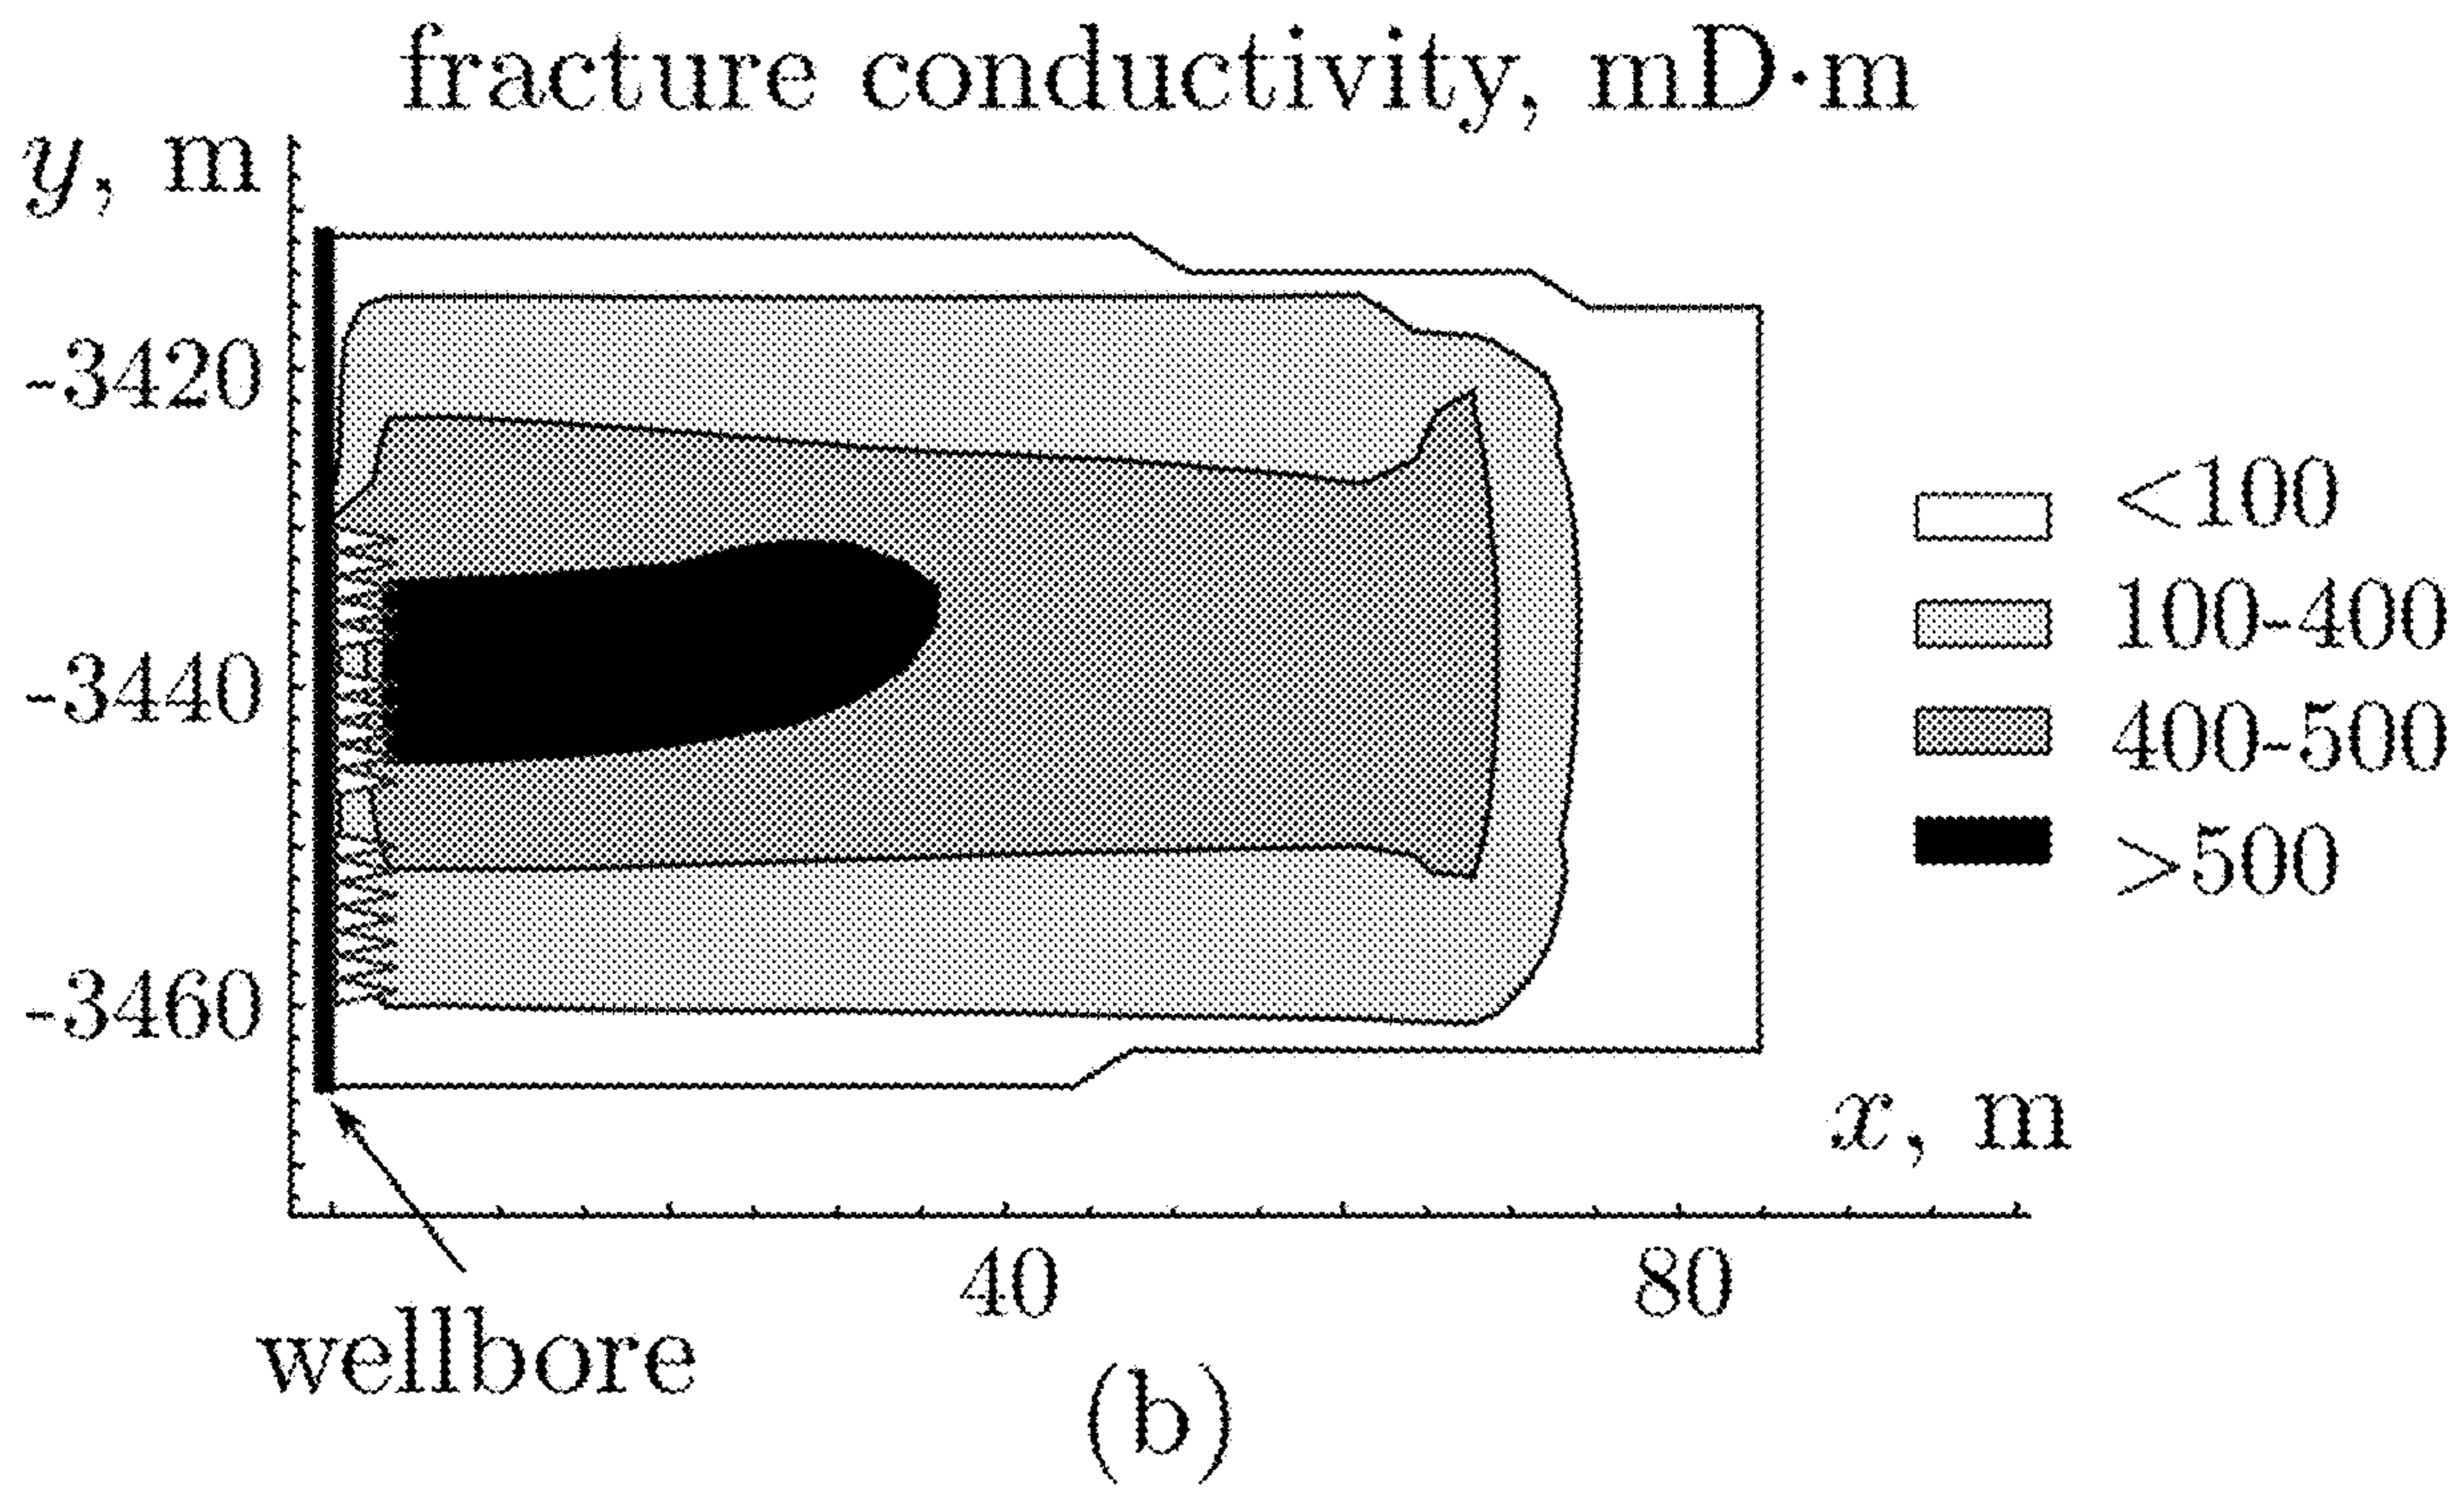 fracture conductivity, mD·m
y, m
-3420
-3440
-3460
<100
100-400
400-500
>500
x, m
40 80
wellbore
(b)